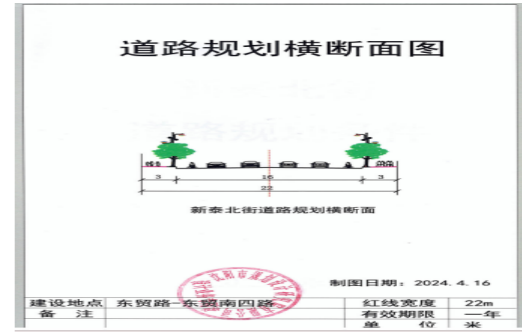 道路规划横断面图
3 16 3
22
新泰北街道路规划横断面
制图日期：2024.4.16
建设地点 东贸路-东贸南四路 红线宽度 22m
备 注 有效期限 一年
单 位 米